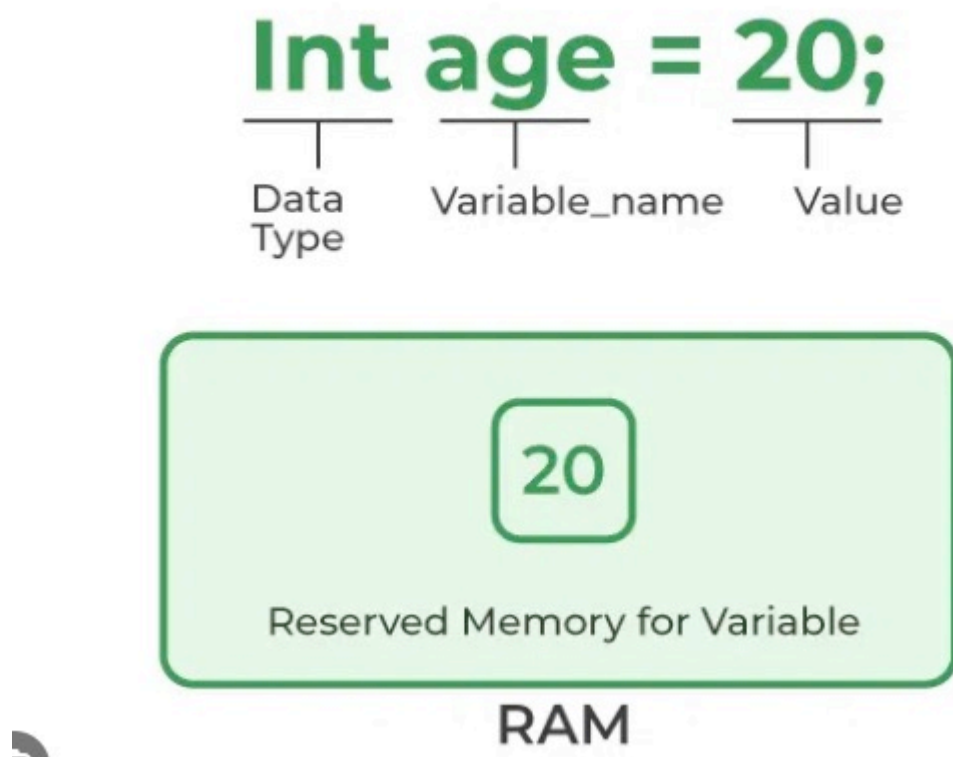 Int age = 20;
Data Variable_name Value
Type
20
Reserved Memory for Variable
RAM